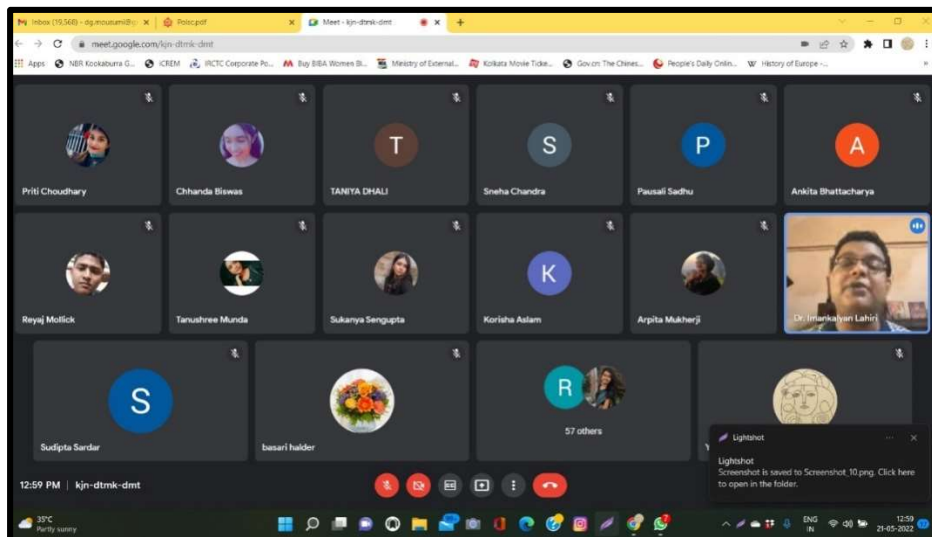 Inbox (19,568) - dg.mousumi@g
Poisc.pdf
Meet - kjn-dtmk-dmt
meet.google.com/kjn-dtmk-dmt
Apps
NBR Kookaburra G...
ICREM
IRCTC Corporate Po...
Buy BIBA Women Bl...
Ministry of External...
Kolkata Movie Ticke...
Gov.cn The Chines...
People's Daily Onlin...
History of Europe -...
Priti Choudhary
Chhanda Biswas
T
TANIYA DHALI
S
Sneha Chandra
P
Pausali Sadhu
A
Ankita Bhattacharya
Reyaj Mollick
Tanushree Munda
Sukanya Sengupta
K
Korisha Aslam
Arpita Mukherji
Dr. Imankalyan Lahiri
S
Sudipta Sardar
basari halder
R
57 others
Y
Lightshot
Lightshot
Screenshot is saved to Screenshot_10.png. Click here
to open in the folder.
12:59 PM | kjn-dtmk-dmt
35°C
Partly sunny
ENG
IN
12:59
21-05-2022